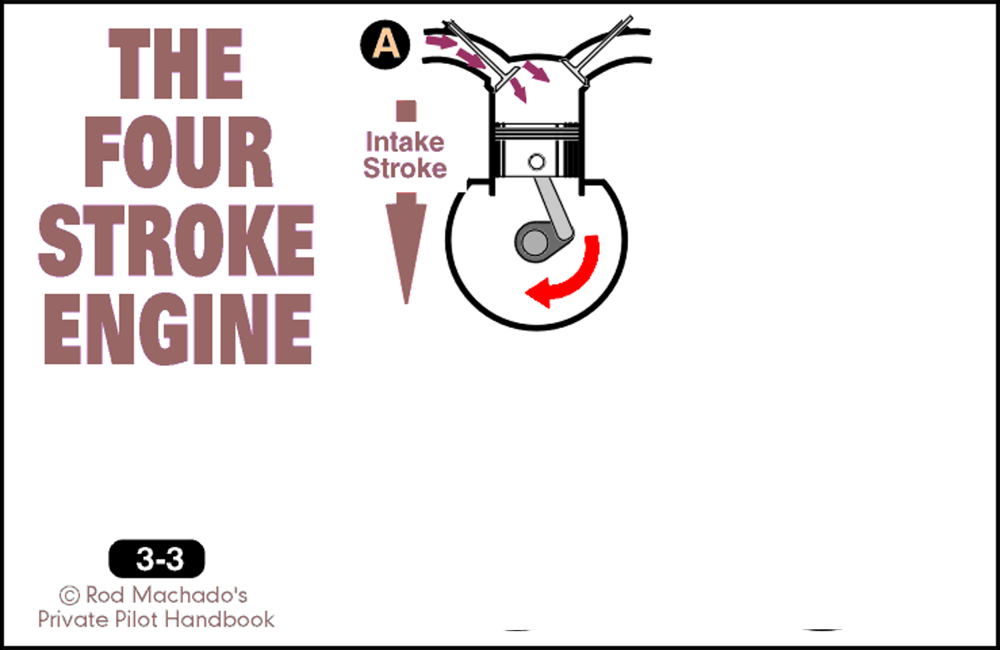 THE
FOUR
STROKE
ENGINE
A
Intake
Stroke
3-3
© Rod Machado's
Private Pilot Handbook